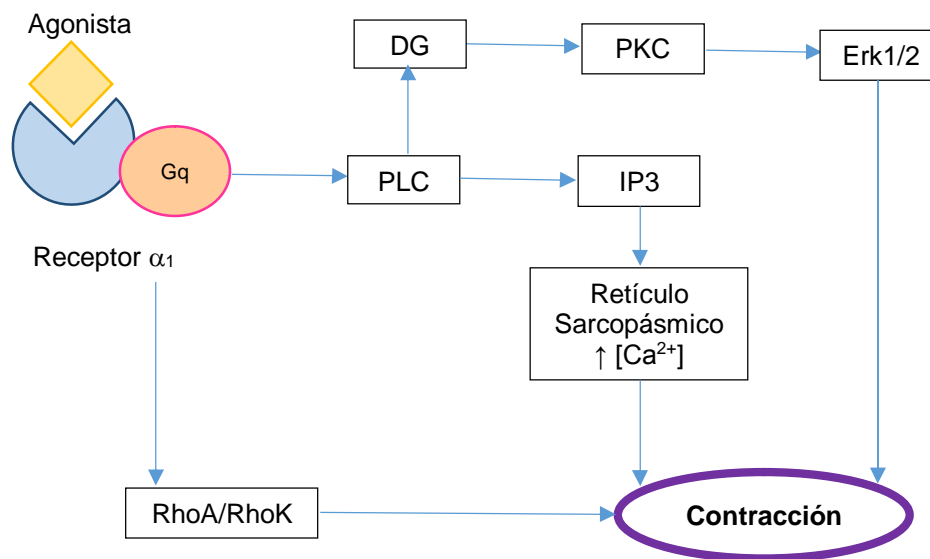 Agonista
DG
PKC
Erk1/2
Gq
PLC
IP3
Receptor α₁
Retículo
Sarcopásmico
↑ [Ca²⁺]
RhoA/RhoK
Contracción